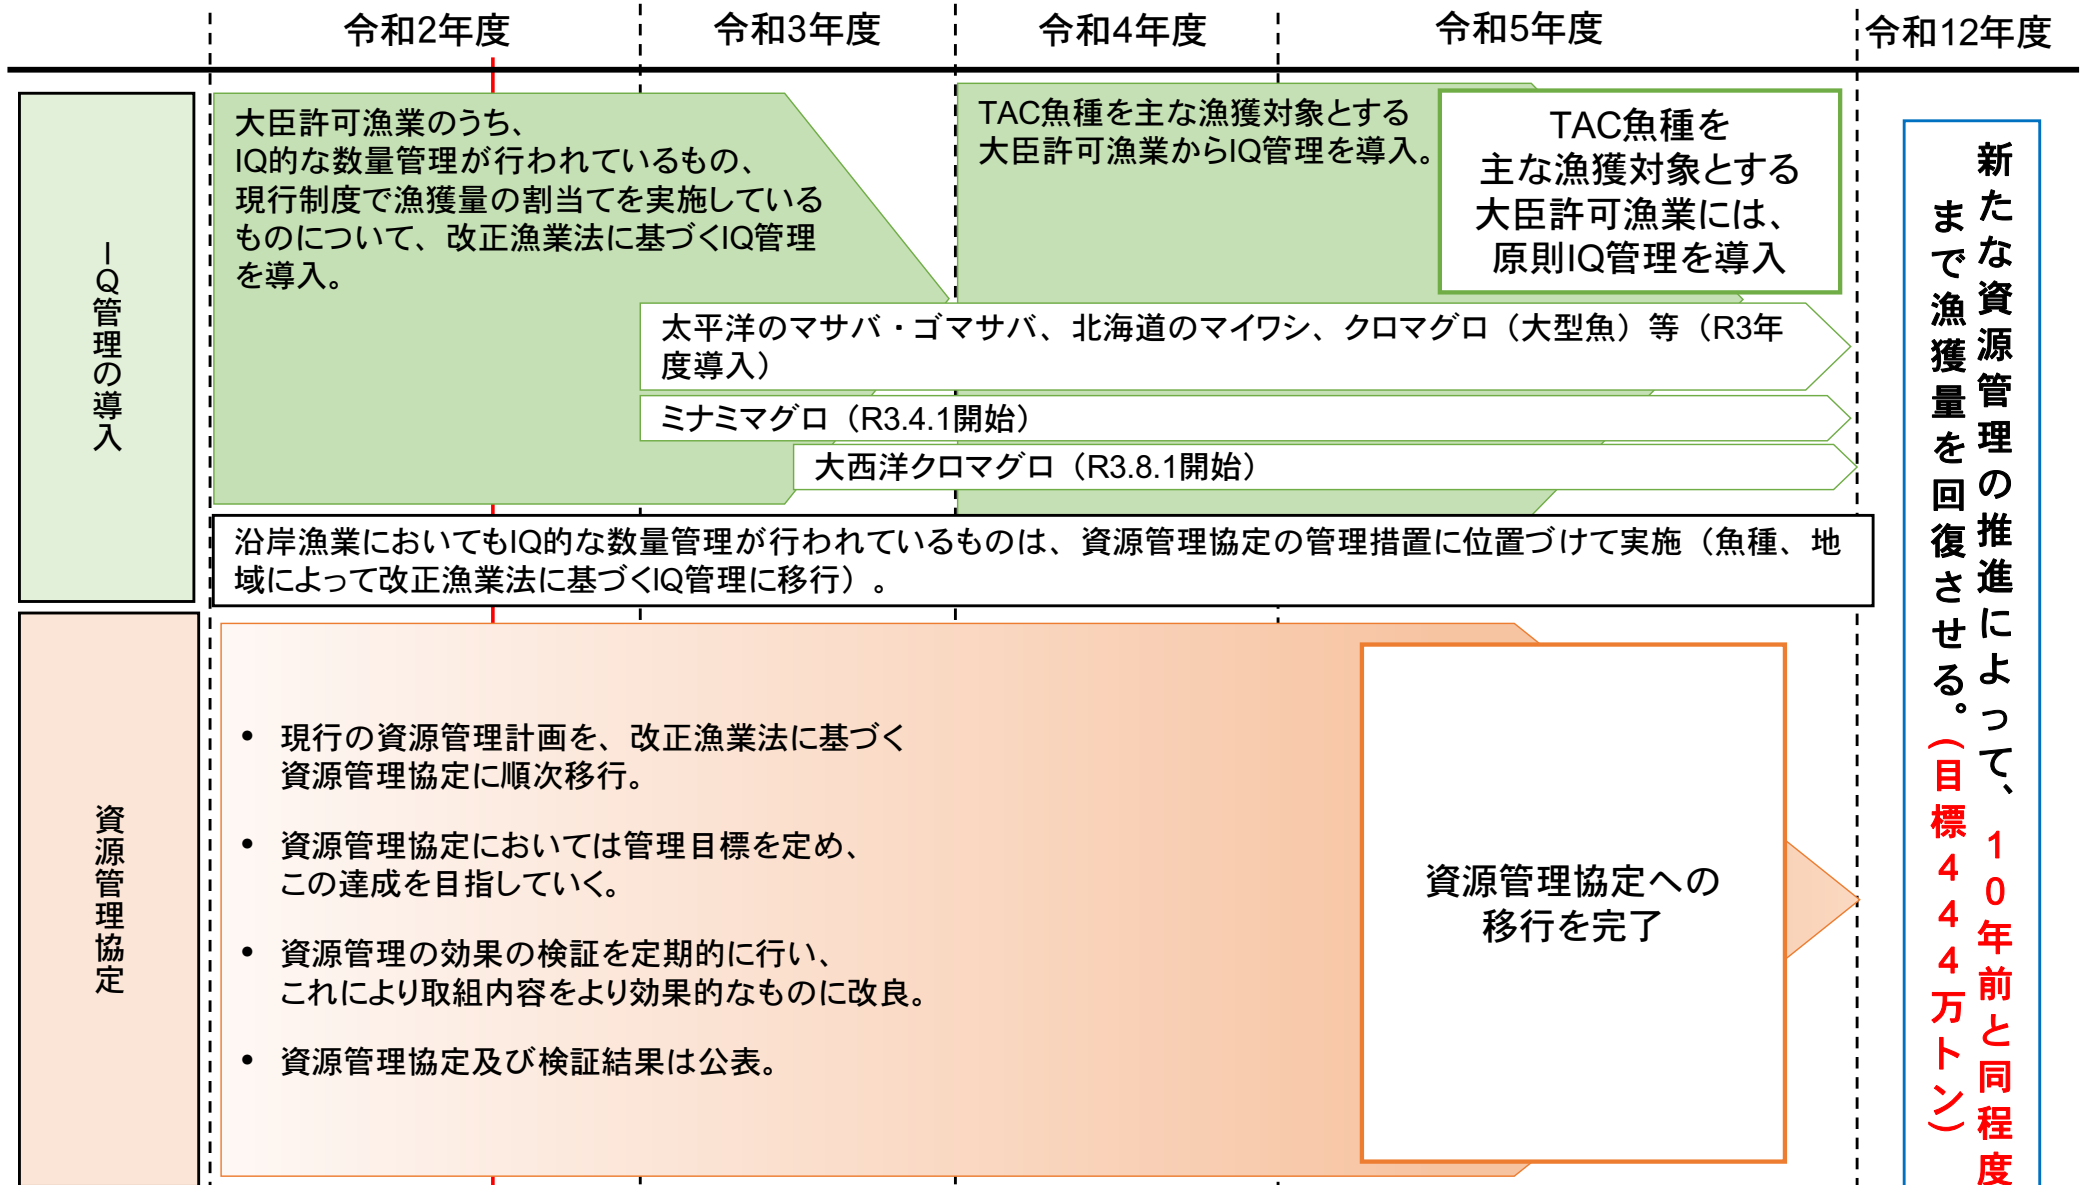 令和2年度
令和3年度
令和4年度
令和5年度
令和12年度
IQ管理の導入
大臣許可漁業のうち、
IQ的な数量管理が行われているもの、
現行制度で漁獲量の割当てを実施している
ものについて、改正漁業法に基づくIQ管理
を導入。
TAC魚種を主な漁獲対象とする
大臣許可漁業からIQ管理を導入。
TAC魚種を
主な漁獲対象とする
大臣許可漁業には、
原則IQ管理を導入
太平洋のマサバ・ゴマサバ、北海道のマイワシ、クロマグロ（大型魚）等（R3年
度導入）
ミナミマグロ（R3.4.1開始）
大西洋クロマグロ（R3.8.1開始）
沿岸漁業においてもIQ的な数量管理が行われているものは、資源管理協定の管理措置に位置づけて実施（魚種、地
域によって改正漁業法に基づくIQ管理に移行）。
資源管理協定
• 現行の資源管理計画を、改正漁業法に基づく
資源管理協定に順次移行。
• 資源管理協定においては管理目標を定め、
この達成を目指していく。
• 資源管理の効果の検証を定期的に行い、
これにより取組内容をより効果的なものに改良。
• 資源管理協定及び検証結果は公表。
資源管理協定への
移行を完了
新たな資源管理の推進によって、10年前と同程度
まで漁獲量を回復させる。（目標444万トン）